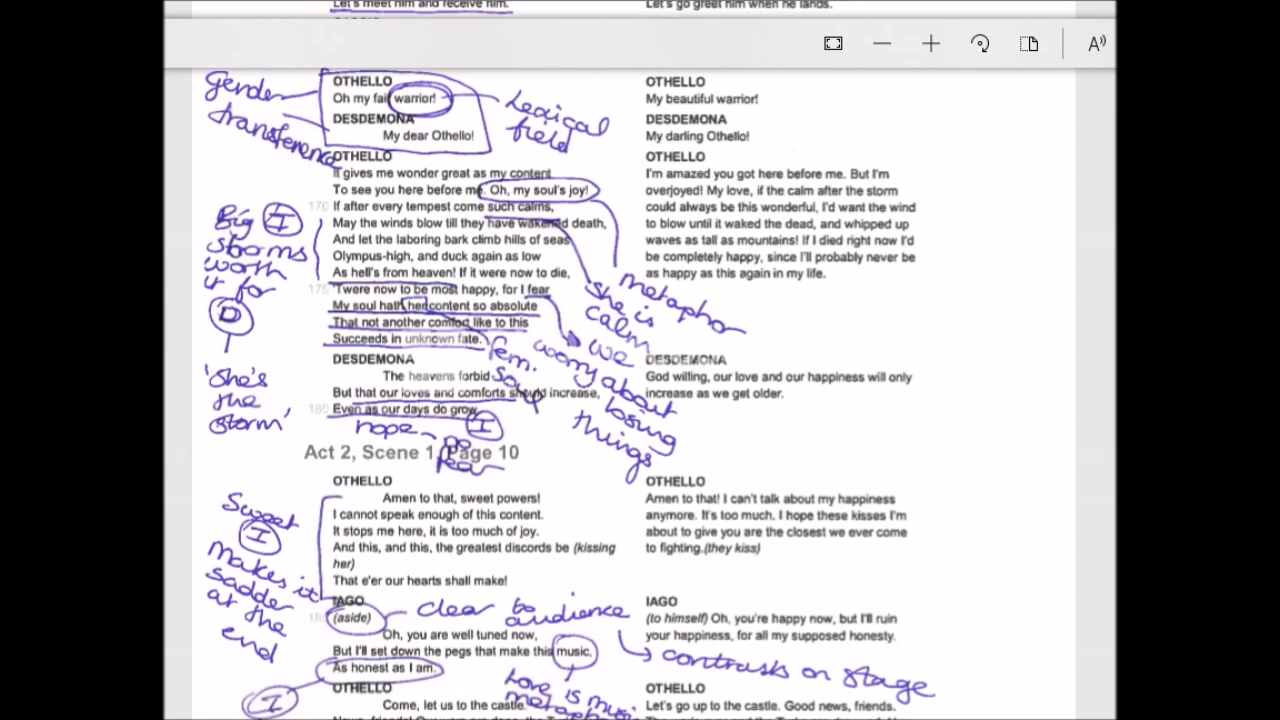 Let's meet him and receive him.
Let's go greet him when he lands.
OTHELLO
Oh my fair warrior!
DESDEMONA
My dear Othello!
OTHELLO
It gives me wonder great as my content
To see you here before me. Oh, my soul's joy!
170 If after every tempest come such calms,
May the winds blow till they have wakened death,
And let the laboring bark climb hills of seas
Olympus-high, and duck again as low
As hell's from heaven! If it were now to die,
175 'Twere now to be most happy, for I fear
My soul hath her content so absolute
That not another comfort like to this
Succeeds in unknown fate.
DESDEMONA
The heavens forbid
But that our loves and comforts should increase,
180 Even as our days do grow
Act 2, Scene 1, Page 10
OTHELLO
Amen to that, sweet powers!
I cannot speak enough of this content.
It stops me here, it is too much of joy.
And this, and this, the greatest discords be (kissing
her)
That e'er our hearts shall make!
IAGO
(aside)
Oh, you are well tuned now,
But I'll set down the pegs that make this music,
As honest as I am.
OTHELLO
Come, let us to the castle.
OTHELLO
My beautiful warrior!
DESDEMONA
My darling Othello!
OTHELLO
I'm amazed you got here before me. But I'm
overjoyed! My love, if the calm after the storm
could always be this wonderful, I'd want the wind
to blow until it waked the dead, and whipped up
waves as tall as mountains! If I died right now I'd
be completely happy, since I'll probably never be
as happy as this again in my life.
DESDEMONA
God willing, our love and our happiness will only
increase as we get older.
OTHELLO
Amen to that! I can't talk about my happiness
anymore. It's too much. I hope these kisses I'm
about to give you are the closest we ever come
to fighting.(they kiss)
IAGO
(to himself) Oh, you're happy now, but I'll ruin
your happiness, for all my supposed honesty.
OTHELLO
Let's go up to the castle. Good news, friends.
Gender
transference
Lexical
field
Big I
storms
worth
it for
D
'She's
the
storm'
metaphor
She is
calm
we
worry about
losing
things
fem.
soul
hope
I
no
fear
Sweet
I
makes it
sadder
at the
end
clear to
audience
contrasts on stage
I
Love is music
metaphor